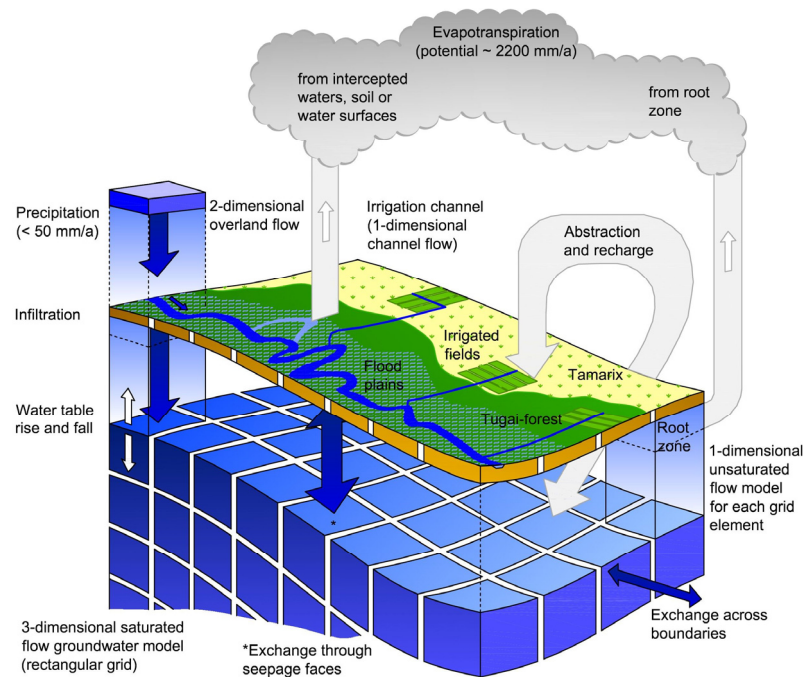 Evapotranspiration
(potential ~ 2200 mm/a)
from intercepted
waters, soil or
water surfaces
from root
zone
Precipitation
(< 50 mm/a)
2-dimensional
overland flow
Irrigation channel
(1-dimensional
channel flow)
Abstraction
and recharge
Infiltration
Irrigated
fields
Flood
plains
Tamarix
Tugai-forest
Water table
rise and fall
Root
zone
1-dimensional
unsaturated
flow model
for each grid
element
*
3-dimensional saturated
flow groundwater model
(rectangular grid)
*Exchange through
seepage faces
Exchange across
boundaries